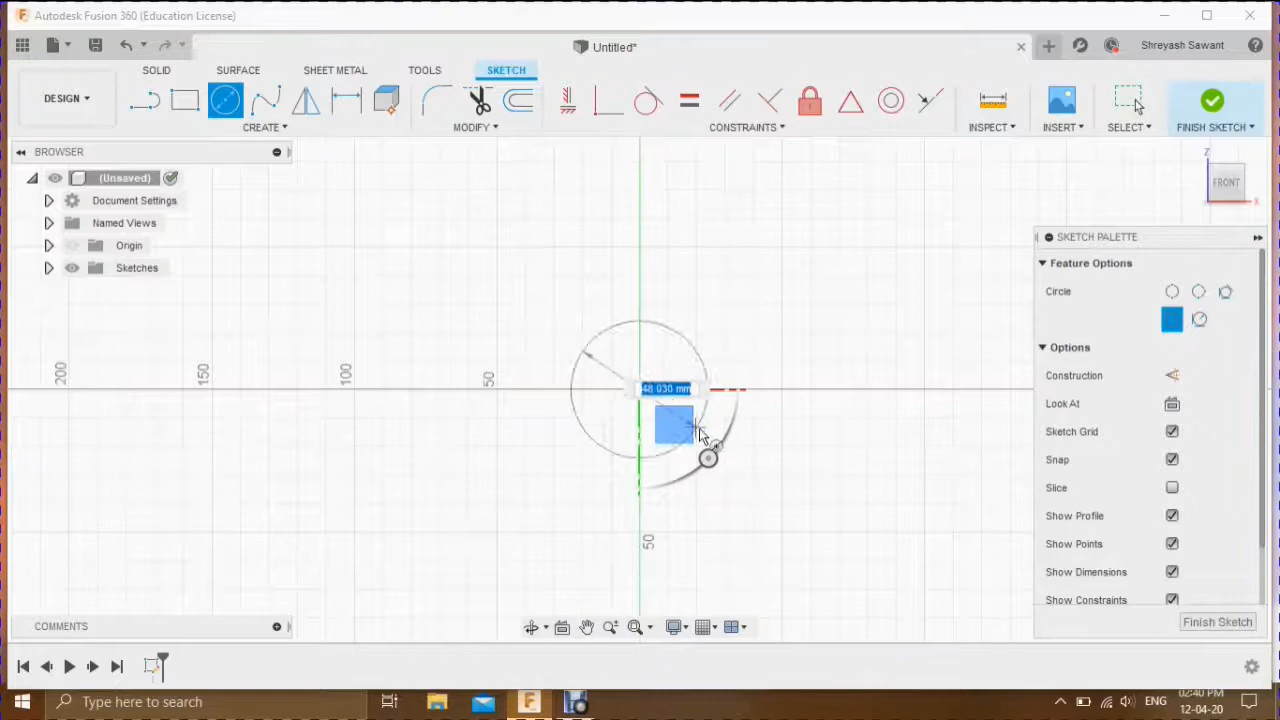 Autodesk Fusion 360 (Education License)
Untitled*
Shreyash Sawant
SOLID SURFACE SHEET METAL TOOLS SKETCH
DESIGN
CREATE MODIFY CONSTRAINTS INSPECT INSERT SELECT FINISH SKETCH
BROWSER
(Unsaved)
Document Settings
Named Views
Origin
Sketches
Z
FRONT
X
SKETCH PALETTE
Feature Options
Circle
Options
Construction
Look At
Sketch Grid
Snap
Slice
Show Profile
Show Points
Show Dimensions
Show Constraints
Finish Sketch
200 150 100 50
48.030 mm
50
COMMENTS
Type here to search
ENG
02:40 PM
12-04-20